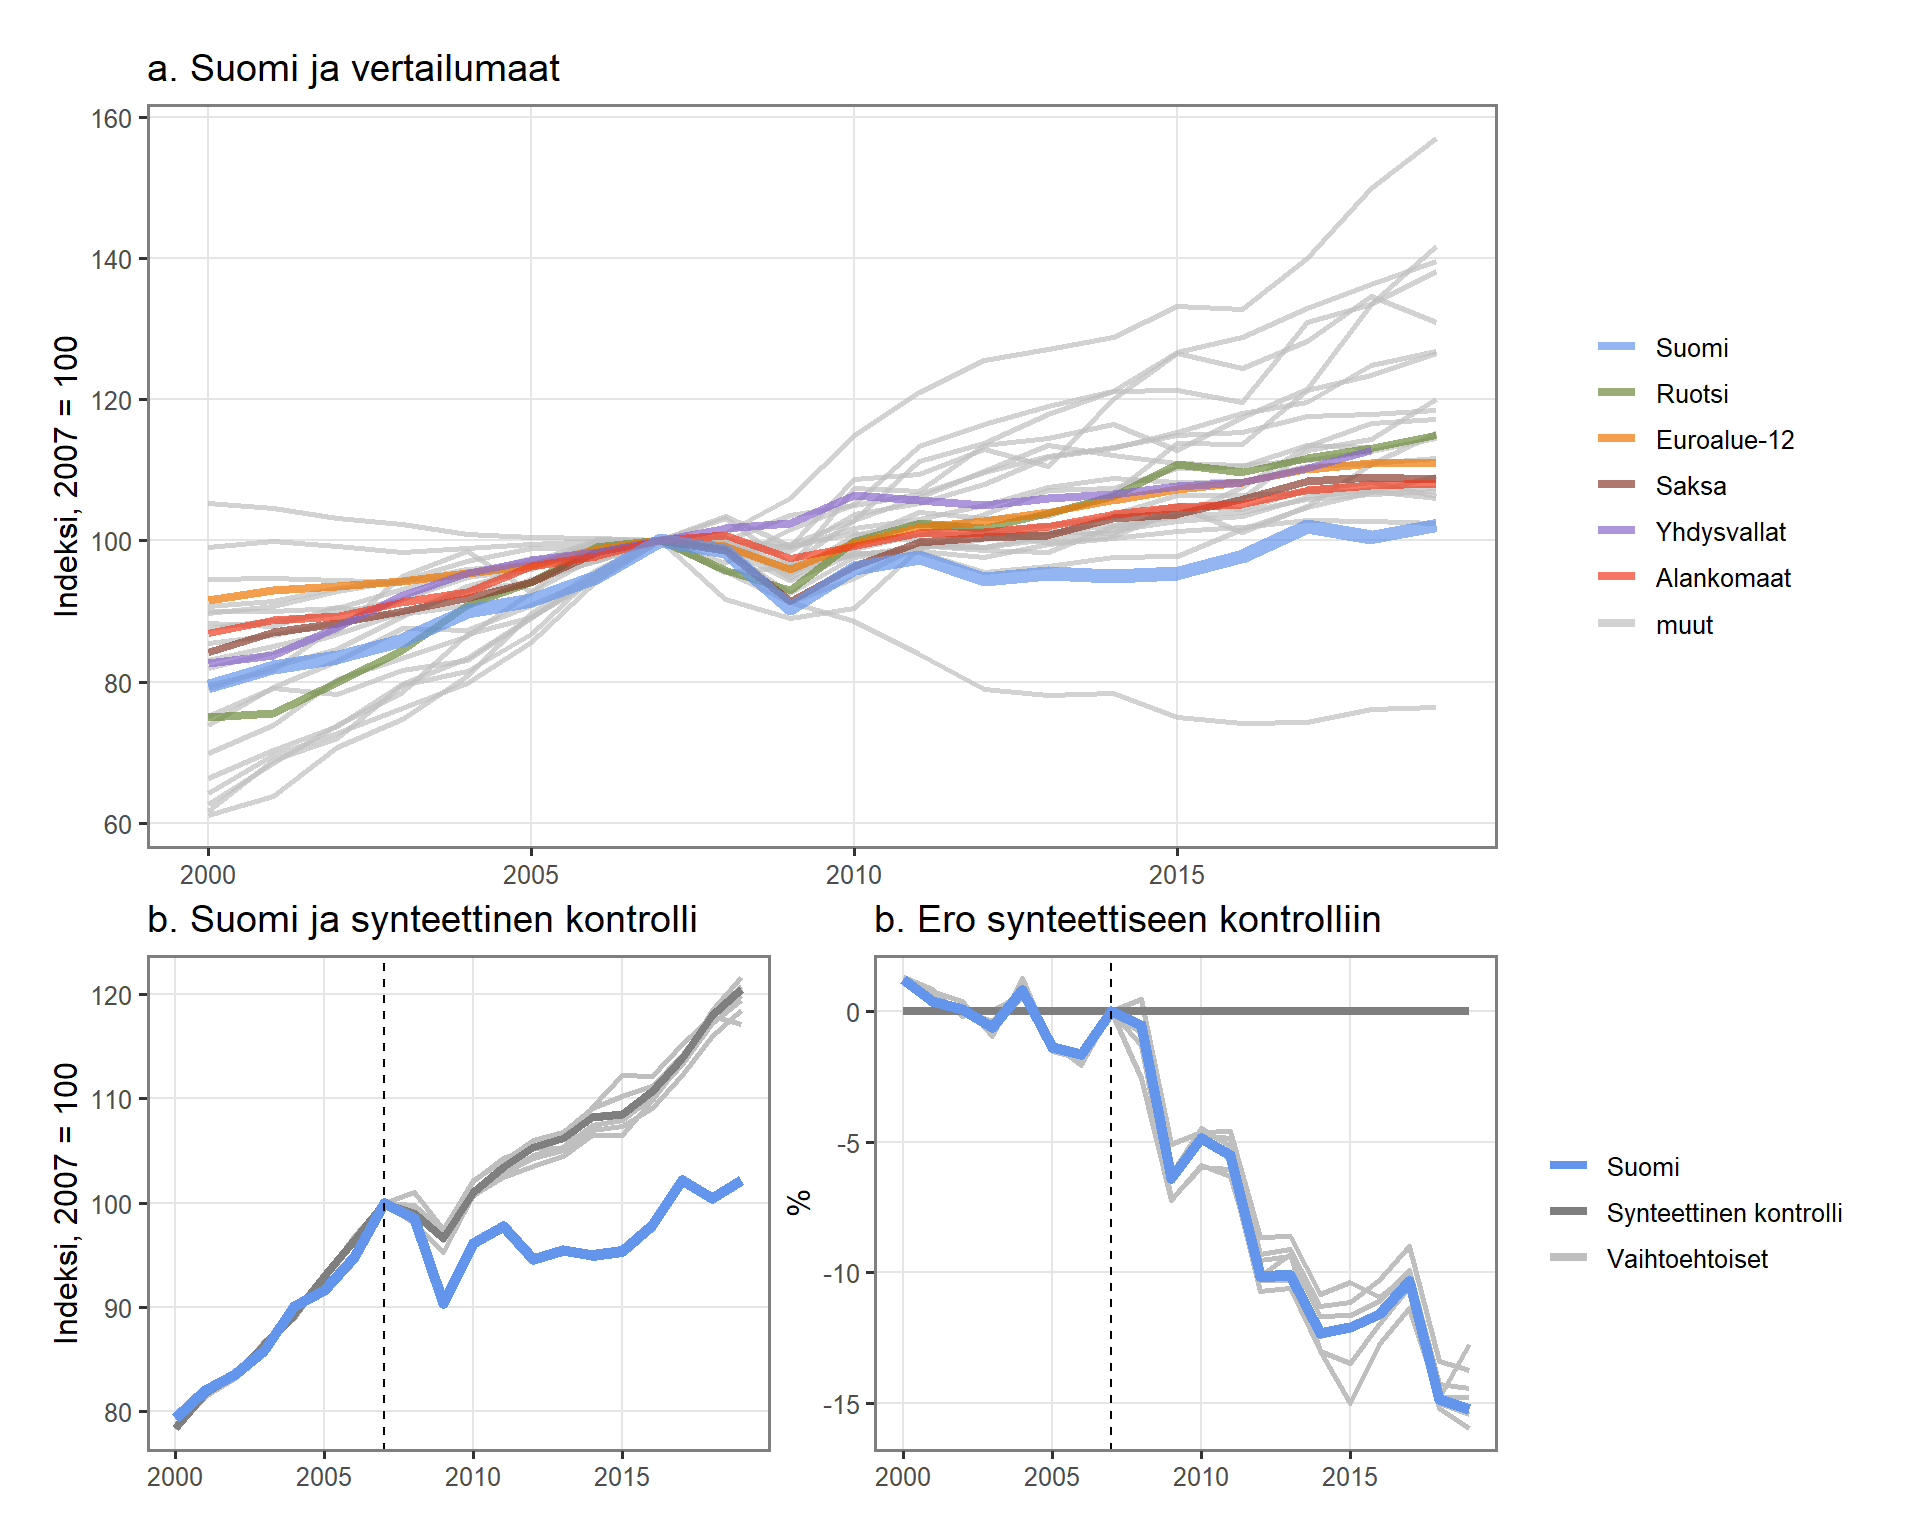 a. Suomi ja vertailumaat
Indeksi, 2007 = 100
160
140
120
100
80
60
2000
2005
2010
2015
Suomi
Ruotsi
Euroalue-12
Saksa
Yhdysvallat
Alankomaat
muut
b. Suomi ja synteettinen kontrolli
Indeksi, 2007 = 100
120
110
100
90
80
2000
2005
2010
2015
b. Ero synteettiseen kontrolliin
%
0
-5
-10
-15
2000
2005
2010
2015
Suomi
Synteettinen kontrolli
Vaihtoehtoiset